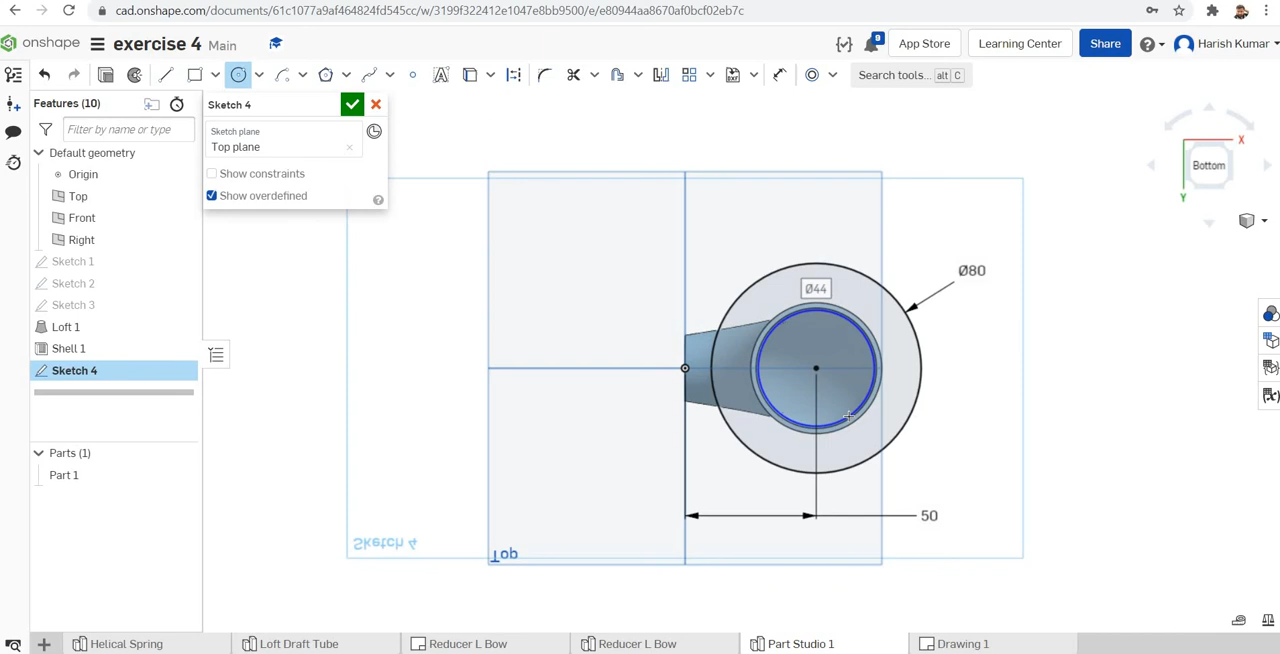 cad.onshape.com/documents/61c1077a9af464824fd545cc/w/3199f322412e1047e8bb9500/e/e80944aa8670af0bcf02eb7c
onshape
exercise 4 Main
9
App Store
Learning Center
Share
Harish Kumar
Search tools... alt C
Features (10)
Filter by name or type
Default geometry
Origin
Top
Front
Right
Sketch 1
Sketch 2
Sketch 3
Loft 1
Shell 1
Sketch 4
Parts (1)
Part 1
Sketch 4
Sketch plane
Top plane
Show constraints
Show overdefined
X
Bottom
Y
Ø80
Ø44
50
Sketch 4
Top
Helical Spring
Loft Draft Tube
Reducer L Bow
Reducer L Bow
Part Studio 1
Drawing 1